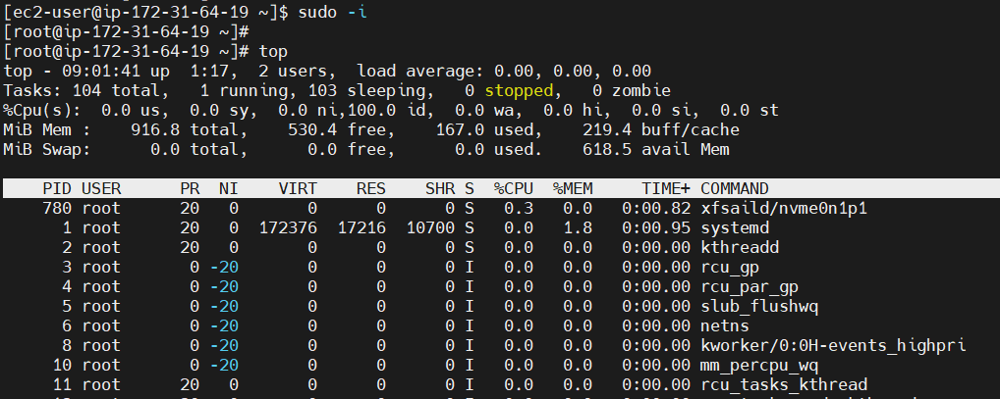 [ec2-user@ip-172-31-64-19 ~]$ sudo -i
[root@ip-172-31-64-19 ~]#
[root@ip-172-31-64-19 ~]# top
top - 09:01:41 up  1:17,  2 users,  load average: 0.00, 0.00, 0.00
Tasks: 104 total,   1 running, 103 sleeping,   0 stopped,   0 zombie
%Cpu(s):  0.0 us,  0.0 sy,  0.0 ni,100.0 id,  0.0 wa,  0.0 hi,  0.0 si,  0.0 st
MiB Mem :    916.8 total,    530.4 free,    167.0 used,    219.4 buff/cache
MiB Swap:      0.0 total,      0.0 free,      0.0 used.    618.5 avail Mem
PID USER      PR  NI    VIRT    RES    SHR S  %CPU  %MEM     TIME+ COMMAND
780 root      20   0       0      0      0 S   0.3   0.0   0:00.82 xfsaild/nvme0n1p1
1 root      20   0  172376  17216  10700 S   0.0   1.8   0:00.95 systemd
2 root      20   0       0      0      0 S   0.0   0.0   0:00.00 kthreadd
3 root       0 -20       0      0      0 I   0.0   0.0   0:00.00 rcu_gp
4 root       0 -20       0      0      0 I   0.0   0.0   0:00.00 rcu_par_gp
5 root       0 -20       0      0      0 I   0.0   0.0   0:00.00 slub_flushwq
6 root       0 -20       0      0      0 I   0.0   0.0   0:00.00 netns
8 root       0 -20       0      0      0 I   0.0   0.0   0:00.00 kworker/0:0H-events_highpri
10 root       0 -20       0      0      0 I   0.0   0.0   0:00.00 mm_percpu_wq
11 root      20   0       0      0      0 I   0.0   0.0   0:00.00 rcu_tasks_kthread